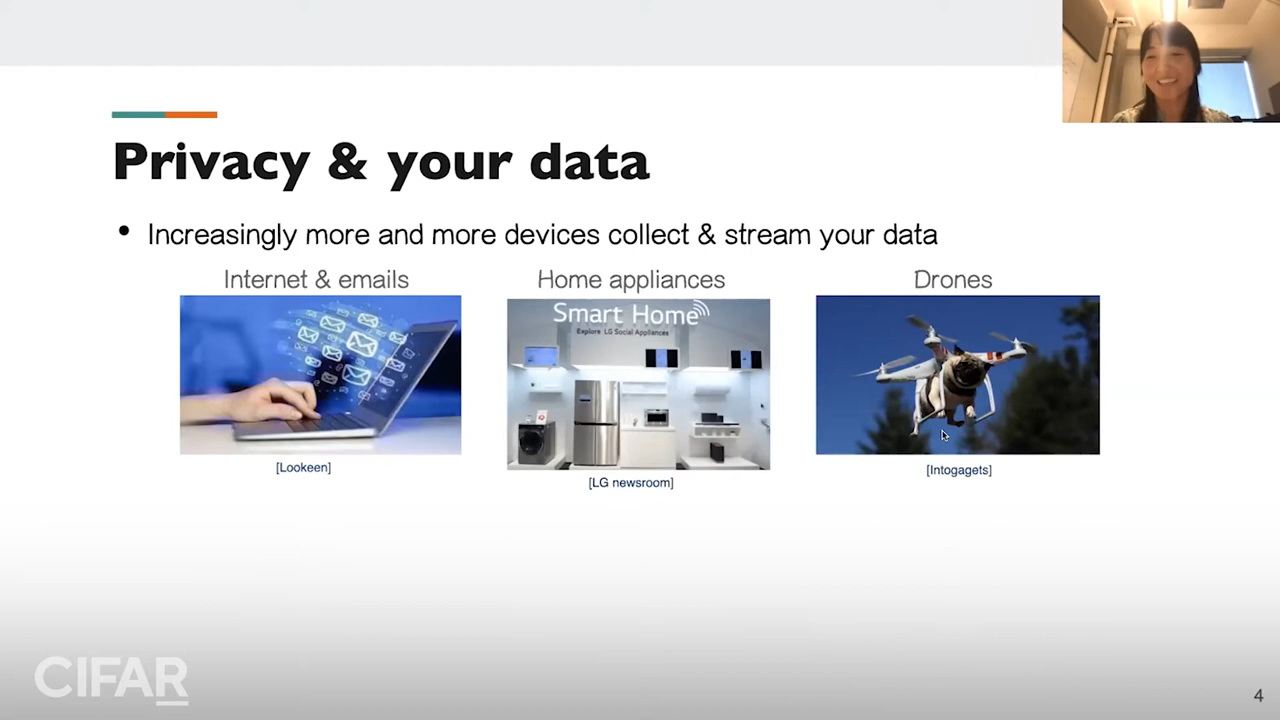 Privacy & your data
• Increasingly more and more devices collect & stream your data
Internet & emails
Home appliances
Drones
Smart Home
Explore LG Social Appliances
[Lookeen]
[LG newsroom]
[Intogagets]
CIFAR
4